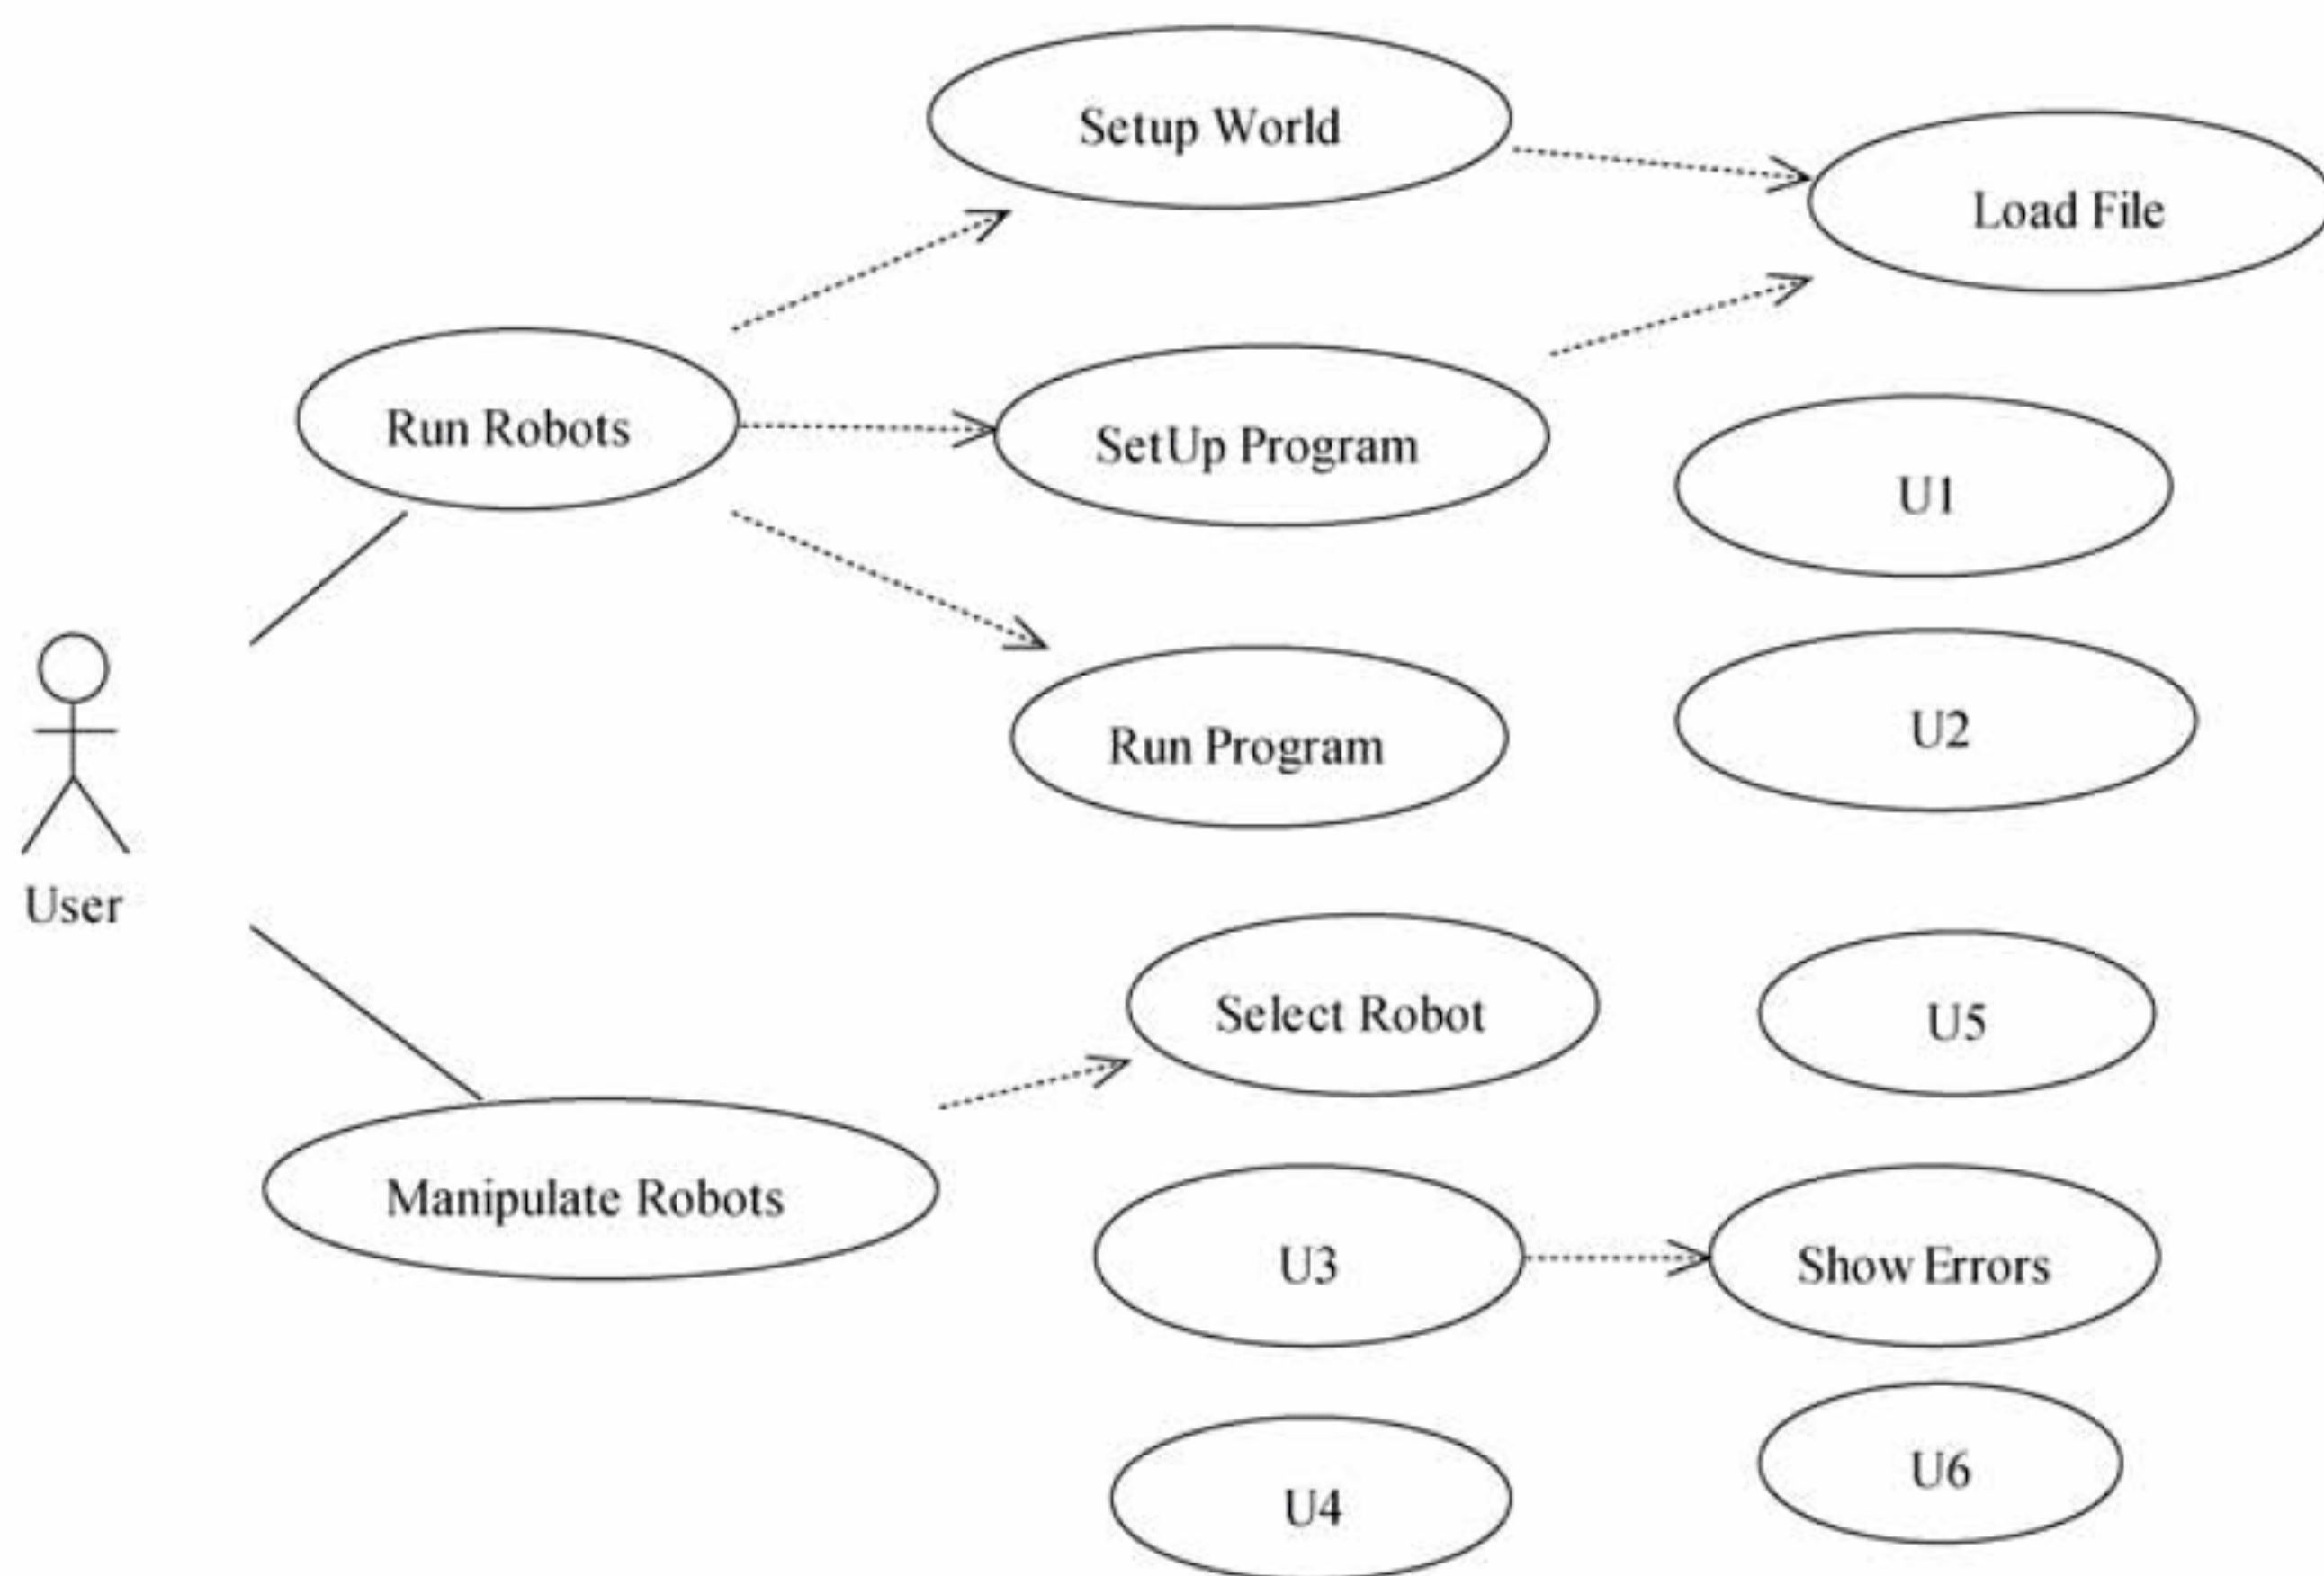 Setup World
Load File
Run Robots
SetUp Program
U1
Run Program
U2
User
Select Robot
U5
Manipulate Robots
U3
Show Errors
U4
U6